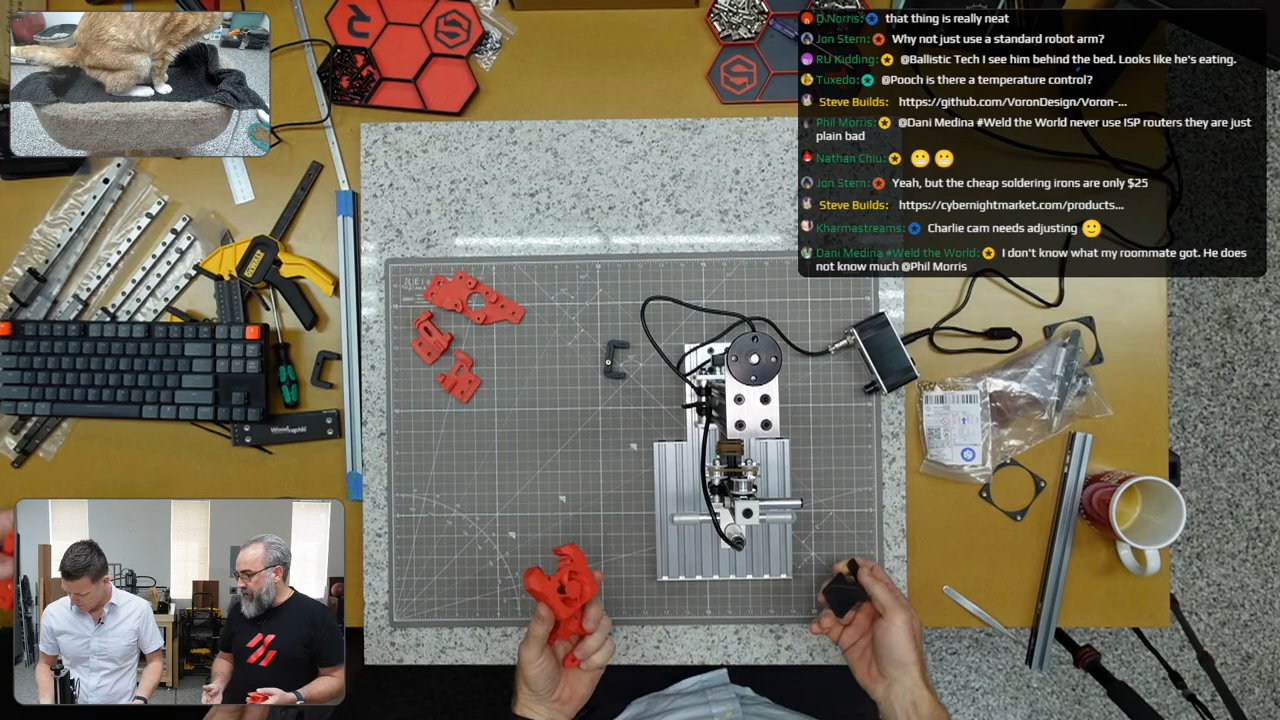 D.Norris: that thing is really neat
Jon Stern: Why not just use a standard robot arm?
RU Kidding: @Ballistic Tech I see him behind the bed. Looks like he's eating.
Tuxedo: @Pooch is there a temperature control?
Steve Builds: https://github.com/VoronDesign/Voron-...
Phil Morris: @Dani Medina #Weld the World never use ISP routers they are just
plain bad
Nathan Chiu:
Jon Stern: Yeah, but the cheap soldering irons are only $25
Steve Builds: https://cybernightmarket.com/products...
Kharmastreams: Charlie cam needs adjusting
Dani Medina #Weld the World: I don't know what my roommate got. He does
not know much @Phil Morris
DEWALT